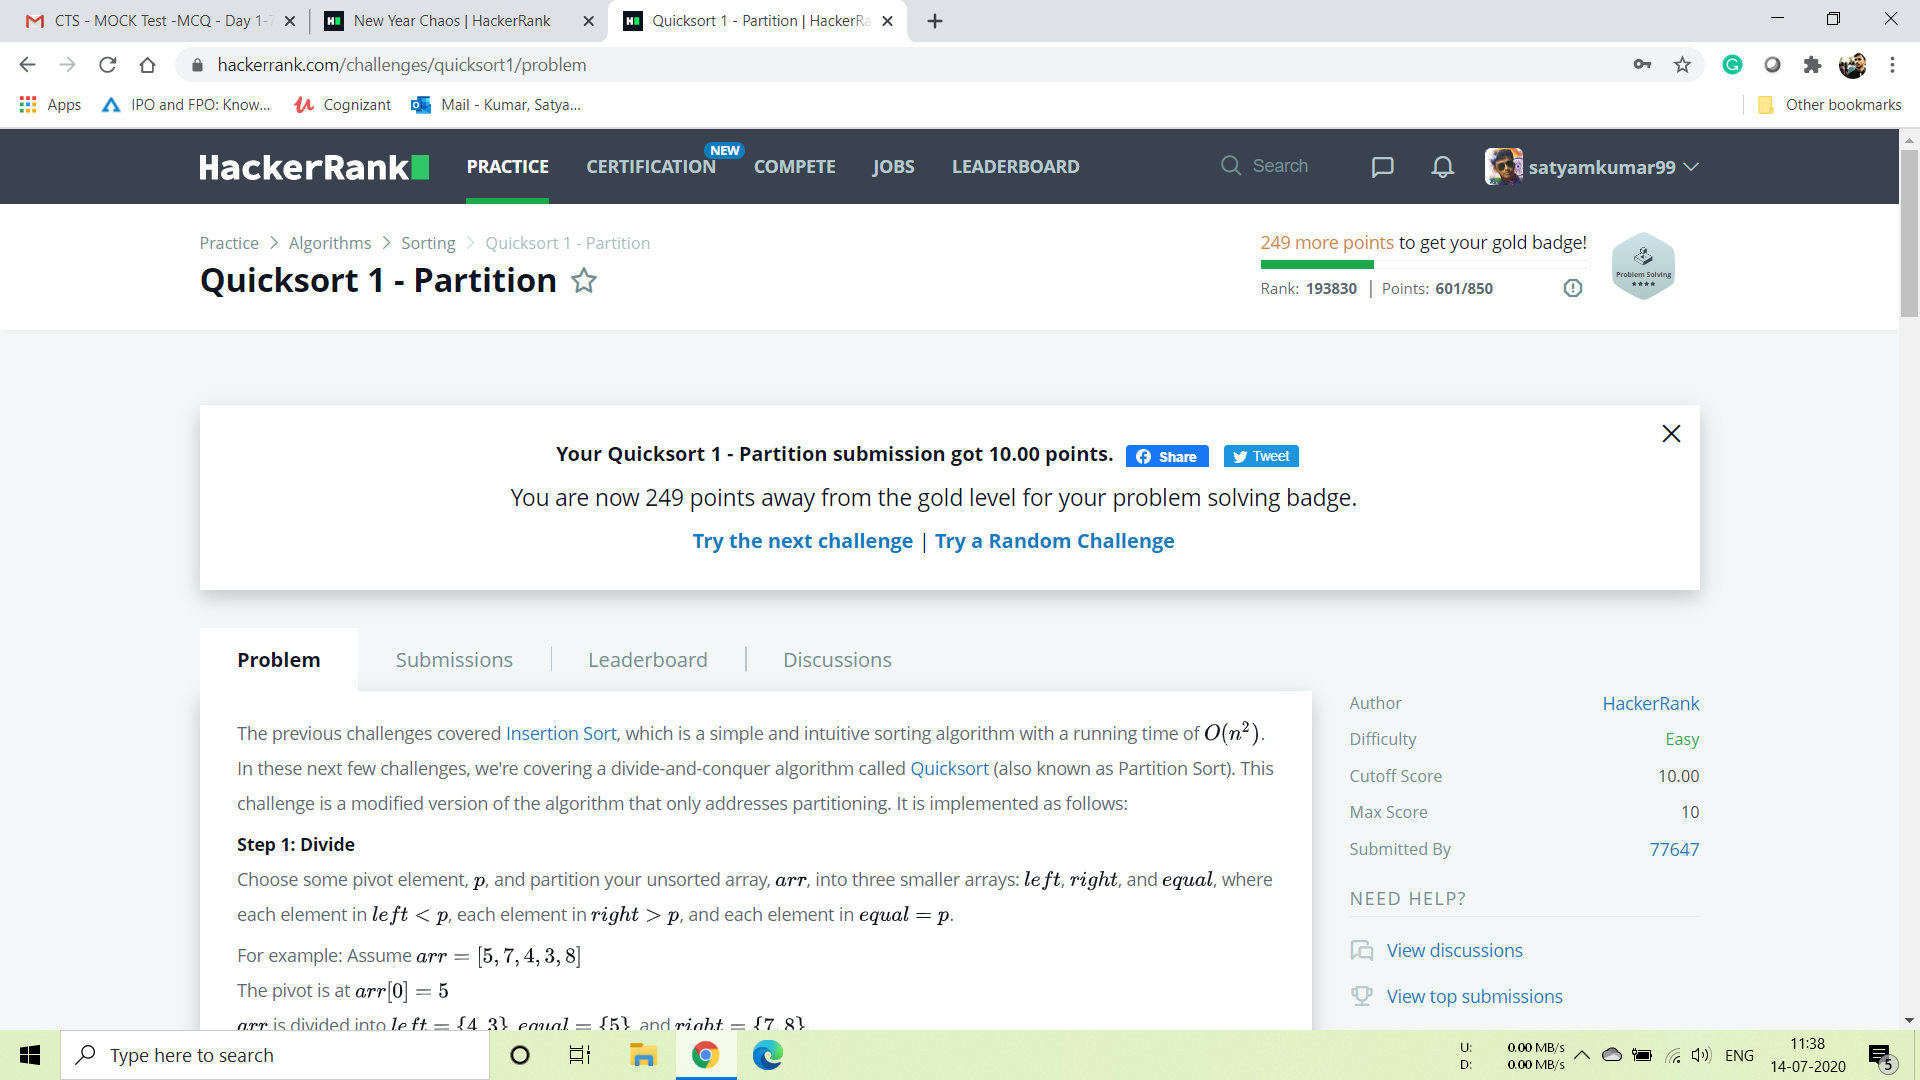 CTS - MOCK Test -MCQ - Day 1-7
New Year Chaos | HackerRank
Quicksort 1 - Partition | HackerRa
hackerrank.com/challenges/quicksort1/problem
Apps
IPO and FPO: Know...
Cognizant
Mail - Kumar, Satya...
Other bookmarks
HackerRank
PRACTICE
CERTIFICATION
NEW
COMPETE
JOBS
LEADERBOARD
Search
satyamkumar99
Practice > Algorithms > Sorting > Quicksort 1 - Partition
Quicksort 1 - Partition
249 more points to get your gold badge!
Rank: 193830 | Points: 601/850
Problem Solving
Your Quicksort 1 - Partition submission got 10.00 points.
Share
Tweet
You are now 249 points away from the gold level for your problem solving badge.
Try the next challenge | Try a Random Challenge
Problem
Submissions
Leaderboard
Discussions
The previous challenges covered Insertion Sort, which is a simple and intuitive sorting algorithm with a running time of O(n²).
In these next few challenges, we're covering a divide-and-conquer algorithm called Quicksort (also known as Partition Sort). This
challenge is a modified version of the algorithm that only addresses partitioning. It is implemented as follows:
Step 1: Divide
Choose some pivot element, p, and partition your unsorted array, arr, into three smaller arrays: left, right, and equal, where
each element in left < p, each element in right > p, and each element in equal = p.
For example: Assume arr = [5, 7, 4, 3, 8]
The pivot is at arr[0] = 5
arr is divided into left = {4, 3}, equal = {5}, and right = {7, 8}
Author HackerRank
Difficulty Easy
Cutoff Score 10.00
Max Score 10
Submitted By 77647
NEED HELP?
View discussions
View top submissions
Type here to search
U: 0.00 MB/s
D: 0.00 MB/s
ENG
11:38
14-07-2020
5